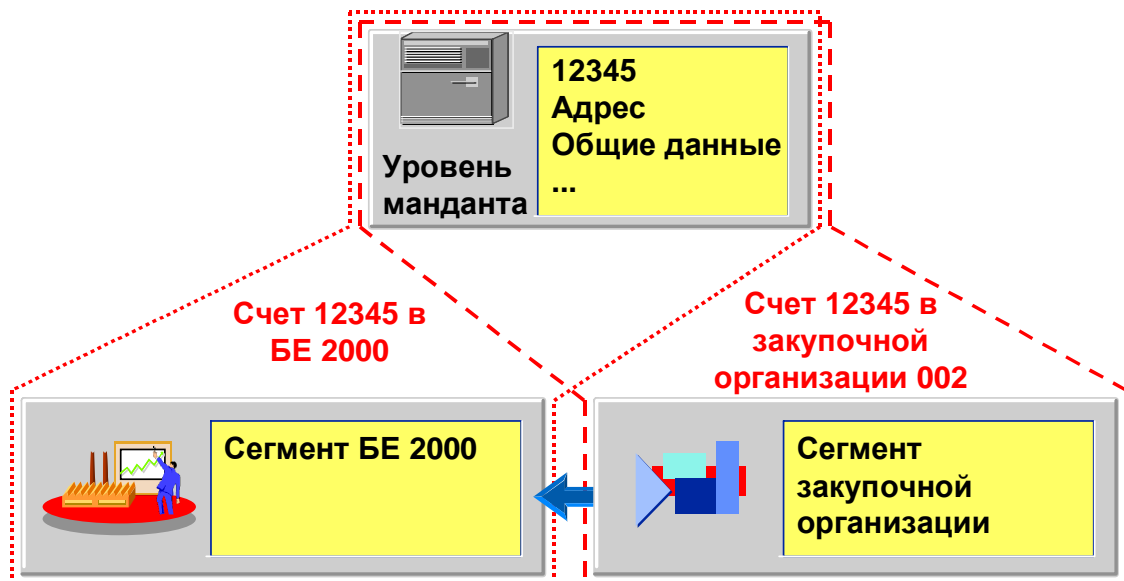 12345
Адрес
Общие данные
...
Уровень
манданта
Счет 12345 в
БЕ 2000
Счет 12345 в
закупочной
организации 002
Сегмент БЕ 2000
Сегмент
закупочной
организации